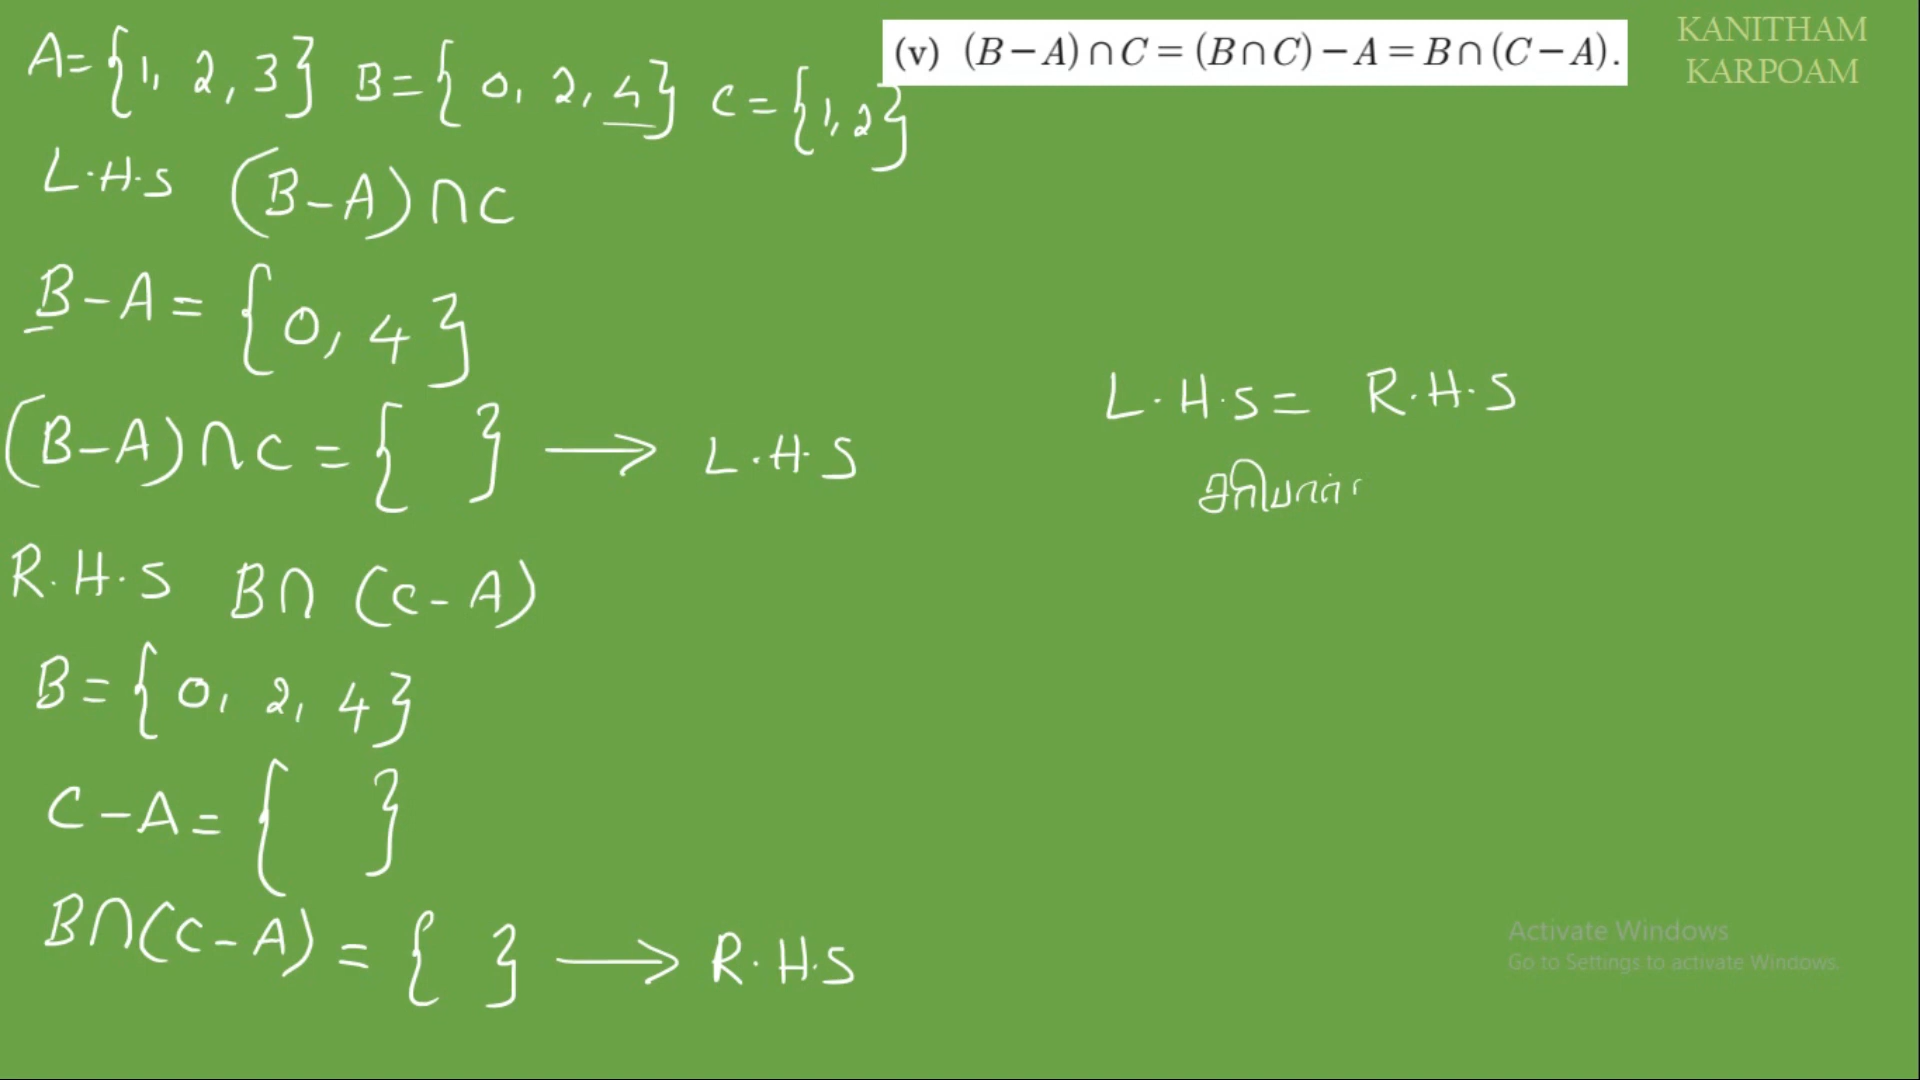 A={1, 2, 3} B={0, 2, 4} C={1,2}
(v) (B−A)∩C=(B∩C)−A=B∩(C−A).
KANITHAM
KARPOAM
L.H.S (B-A)∩C
B-A= {0, 4}
(B-A)∩C={ } → L.H.S
L.H.S= R.H.S
R.H.S B∩ (C-A)
B={0, 2, 4}
C-A={ }
B∩(C-A)={ } → R.H.S
Activate Windows
Go to Settings to activate Windows.